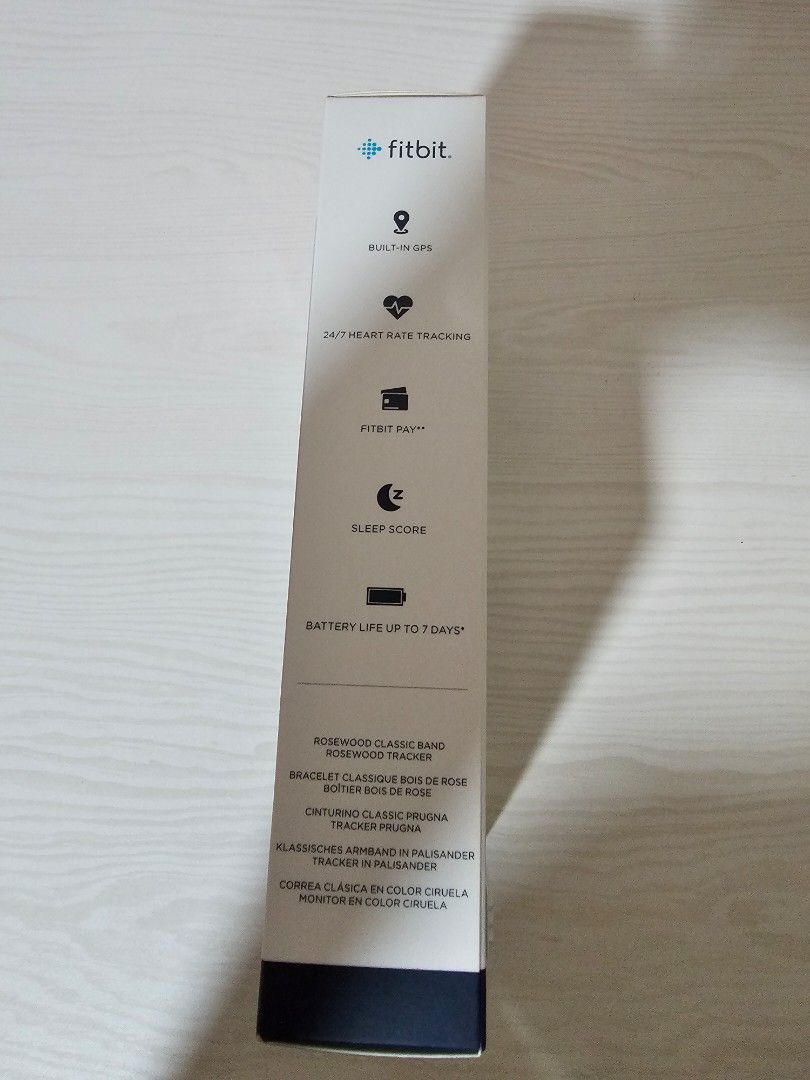 fitbit.
BUILT-IN GPS
24/7 HEART RATE TRACKING
FITBIT PAY**
Z
SLEEP SCORE
BATTERY LIFE UP TO 7 DAYS*
ROSEWOOD CLASSIC BAND
ROSEWOOD TRACKER
BRACELET CLASSIQUE BOIS DE ROSE
BOÎTIER BOIS DE ROSE
CINTURINO CLASSIC PRUGNA
TRACKER PRUGNA
KLASSISCHES ARMBAND IN PALISANDER
TRACKER IN PALISANDER
CORREA CLÁSICA EN COLOR CIRUELA
MONITOR EN COLOR CIRUELA